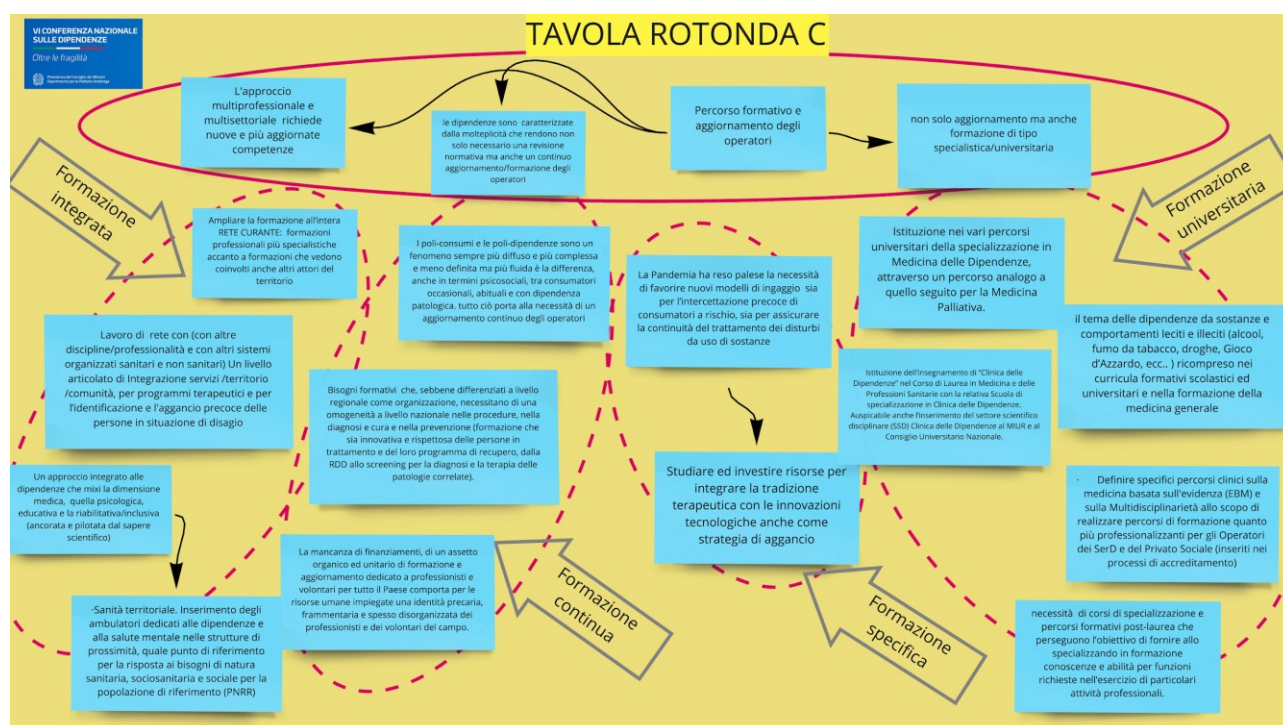 VI CONFERENZA NAZIONALE
SULLE DIPENDENZE
Oltre le fragilità
Presidenza del Consiglio dei Ministri
Dipartimento per le Politiche Antidroga
TAVOLA ROTONDA C
L'approccio
multiprofessionale e
multisettoriale richiede
nuove e più aggiornate
competenze
le dipendenze sono caratterizzate
dalla molteplicità che rendono non
solo necessario una revisione
normativa ma anche un continuo
aggiornamento/formazione degli
operatori
Percorso formativo e
aggiornamento degli
operatori
non solo aggiornamento ma anche
formazione di tipo
specialistica/universitaria
Formazione
integrata
Ampliare la formazione all'intera
RETE CURANTE: formazioni
professionali più specialistiche
accanto a formazioni che vedono
coinvolti anche altri attori del
territorio
Lavoro di rete con (con altre
discipline/professionalità e con altri sistemi
organizzati sanitari e non sanitari) Un livello
articolato di Integrazione servizi /territorio
/comunità, per programmi terapeutici e per
l'identificazione e l'aggancio precoce delle
persone in situazione di disagio
Un approccio integrato alle
dipendenze che mixi la dimensione
medica, quella psicologica,
educativa e la riabilitativa/inclusiva
(ancorata e pilotata dal sapere
scientifico)
·Sanità territoriale. Inserimento degli
ambulatori dedicati alle dipendenze e
alla salute mentale nelle strutture di
prossimità, quale punto di riferimento
per la risposta ai bisogni di natura
sanitaria, sociosanitaria e sociale per la
popolazione di riferimento (PNRR)
I poli-consumi e le poli-dipendenze sono un
fenomeno sempre più diffuso e più complessa
e meno definita ma più fluida è la differenza,
anche in termini psicosociali, tra consumatori
occasionali, abituali e con dipendenza
patologica. tutto ciò porta alla necessità di un
aggiornamento continuo degli operatori
Bisogni formativi che, sebbene differenziati a livello
regionale come organizzazione, necessitano di una
omogeneità a livello nazionale nelle procedure, nella
diagnosi e cura e nella prevenzione (formazione che
sia innovativa e rispettosa delle persone in
trattamento e del loro programma di recupero, dalla
RDD allo screening per la diagnosi e la terapia delle
patologie correlate).
La mancanza di finanziamenti, di un assetto
organico ed unitario di formazione e
aggiornamento dedicato a professionisti e
volontari per tutto il Paese comporta per le
risorse umane impiegate una identità precaria,
frammentaria e spesso disorganizzata dei
professionisti e dei volontari del campo.
Formazione
continua
La Pandemia ha reso palese la necessità
di favorire nuovi modelli di ingaggio sia
per l'intercettazione precoce di
consumatori a rischio, sia per assicurare
la continuità del trattamento dei disturbi
da uso di sostanze
Studiare ed investire risorse per
integrare la tradizione
terapeutica con le innovazioni
tecnologiche anche come
strategia di aggancio
Formazione
specifica
Formazione
universitaria
Istituzione nei vari percorsi
universitari della specializzazione in
Medicina delle Dipendenze,
attraverso un percorso analogo a
quello seguito per la Medicina
Palliativa.
Istituzione dell'insegnamento di "Clinica delle
Dipendenze" nel Corso di Laurea in Medicina e delle
Professioni Sanitarie con la relativa Scuola di
specializzazione in Clinica delle Dipendenze.
Auspicabile anche l'inserimento del settore scientifico
disciplinare (SSD) Clinica delle Dipendenze al MIUR e al
Consiglio Universitario Nazionale.
il tema delle dipendenze da sostanze e
comportamenti leciti e illeciti (alcool,
fumo da tabacco, droghe, Gioco
d'Azzardo, ecc.. ) ricompreso nei
curricula formativi scolastici ed
universitari e nella formazione della
medicina generale
· Definire specifici percorsi clinici sulla
medicina basata sull'evidenza (EBM) e
sulla Multidisciplinarietà allo scopo di
realizzare percorsi di formazione quanto
più professionalizzanti per gli Operatori
dei SerD e del Privato Sociale (inseriti nei
processi di accreditamento)
necessità di corsi di specializzazione e
percorsi formativi post-laurea che
perseguono l'obiettivo di fornire allo
specializzando in formazione
conoscenze e abilità per funzioni
richieste nell'esercizio di particolari
attività professionali.